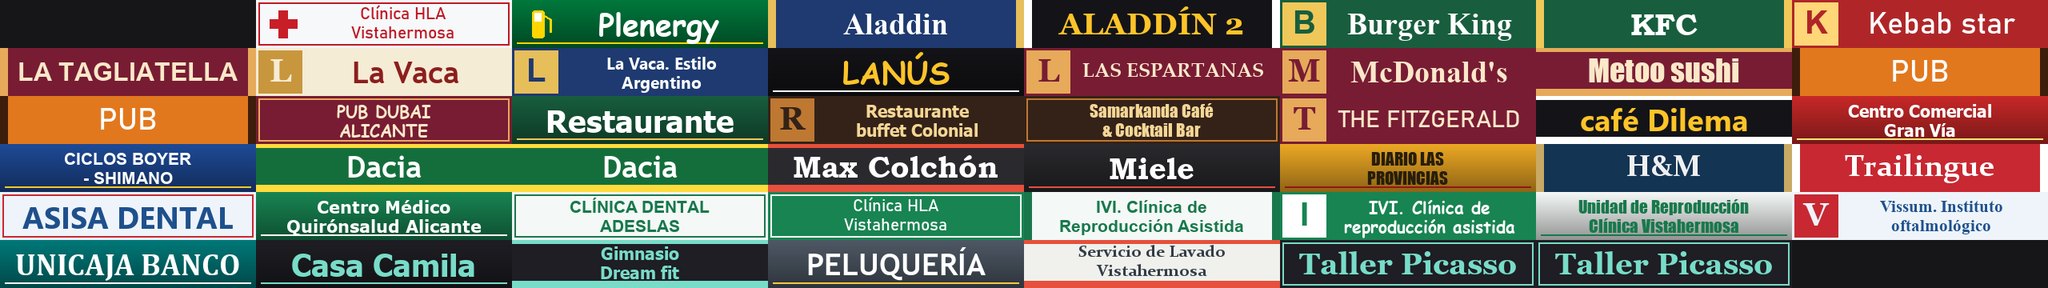 Clínica HLA
Vistahermosa
Plenergy
Aladdin
ALADDÍN 2
B Burger King
KFC
K Kebab star
LA TAGLIATELLA
L La Vaca
L La Vaca. Estilo
Argentino
LANÚS
L LAS ESPARTANAS
M McDonald's
Metoo sushi
PUB
PUB
PUB DUBAI
ALICANTE
Restaurante
R Restaurante
buffet Colonial
Samarkanda Café
& Cocktail Bar
T THE FITZGERALD
café Dilema
Centro Comercial
Gran Vía
CICLOS BOYER
- SHIMANO
Dacia
Dacia
Max Colchón
Miele
DIARIO LAS
PROVINCIAS
H&M
Trailingue
ASISA DENTAL
Centro Médico
Quirónsalud Alicante
CLÍNICA DENTAL
ADESLAS
Clínica HLA
Vistahermosa
IVI. Clínica de
Reproducción Asistida
I IVI. Clínica de
reproducción asistida
Unidad de Reproducción
Clínica Vistahermosa
V Vissum. Instituto
oftalmológico
UNICAJA BANCO
Casa Camila
Gimnasio
Dream fit
PELUQUERÍA
Servicio de Lavado
Vistahermosa
Taller Picasso
Taller Picasso